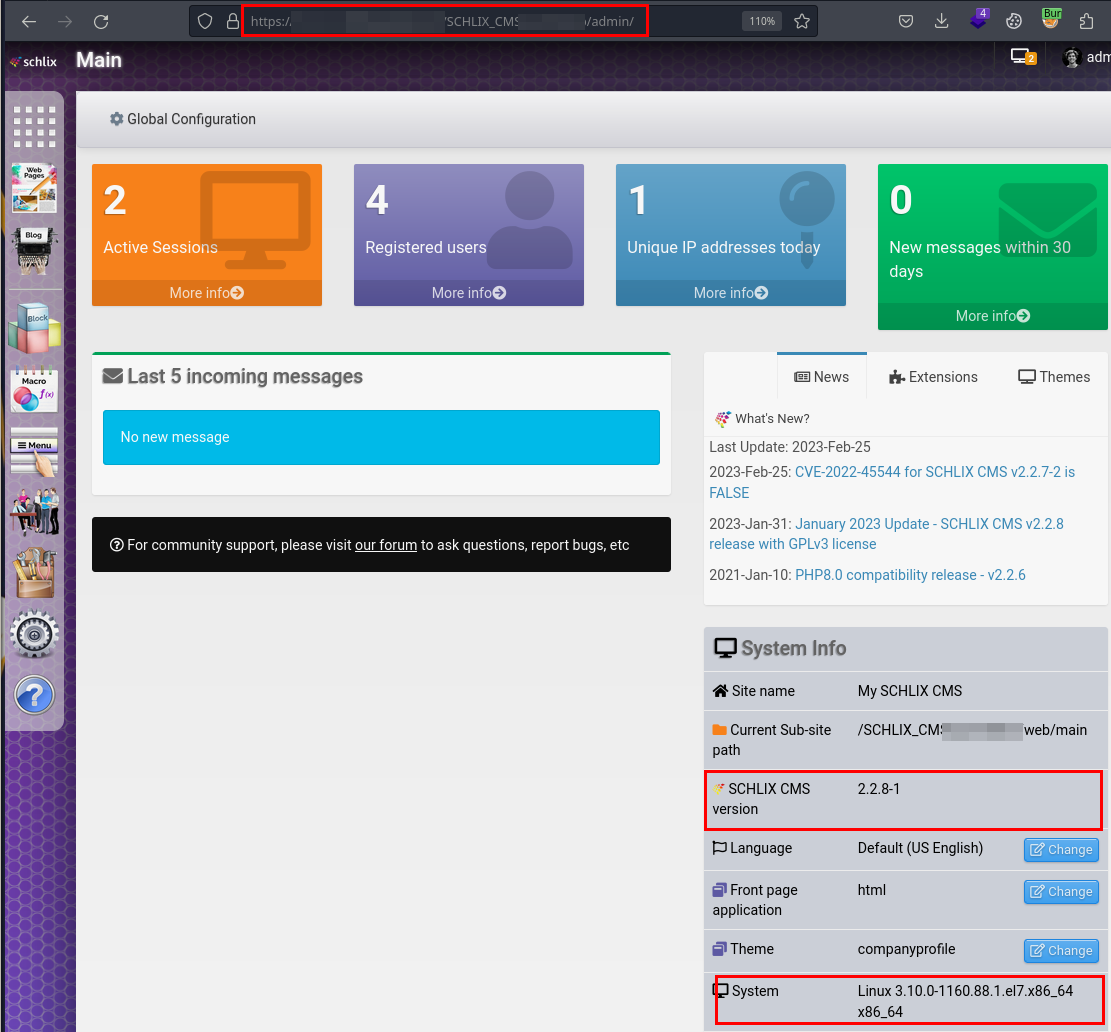 https:/
/SCHLIX_CMS
/admin/
110%
4
Bur
schlix
Main
2
adm
Global Configuration
Web Pages
Blog
Block
Macro
f(x)
Menu
?
2
Active Sessions
More info
4
Registered users
More info
1
Unique IP addresses today
More info
0
New messages within 30
days
More info
Last 5 incoming messages
No new message
For community support, please visit our forum to ask questions, report bugs, etc
News
Extensions
Themes
What's New?
Last Update: 2023-Feb-25
2023-Feb-25: CVE-2022-45544 for SCHLIX CMS v2.2.7-2 is
FALSE
2023-Jan-31: January 2023 Update - SCHLIX CMS v2.2.8
release with GPLv3 license
2021-Jan-10: PHP8.0 compatibility release - v2.2.6
System Info
Site name
My SCHLIX CMS
Current Sub-site
path
/SCHLIX_CMS
web/main
SCHLIX CMS
version
2.2.8-1
Language
Default (US English)
Change
Front page
application
html
Change
Theme
companyprofile
Change
System
Linux 3.10.0-1160.88.1.el7.x86_64
x86_64